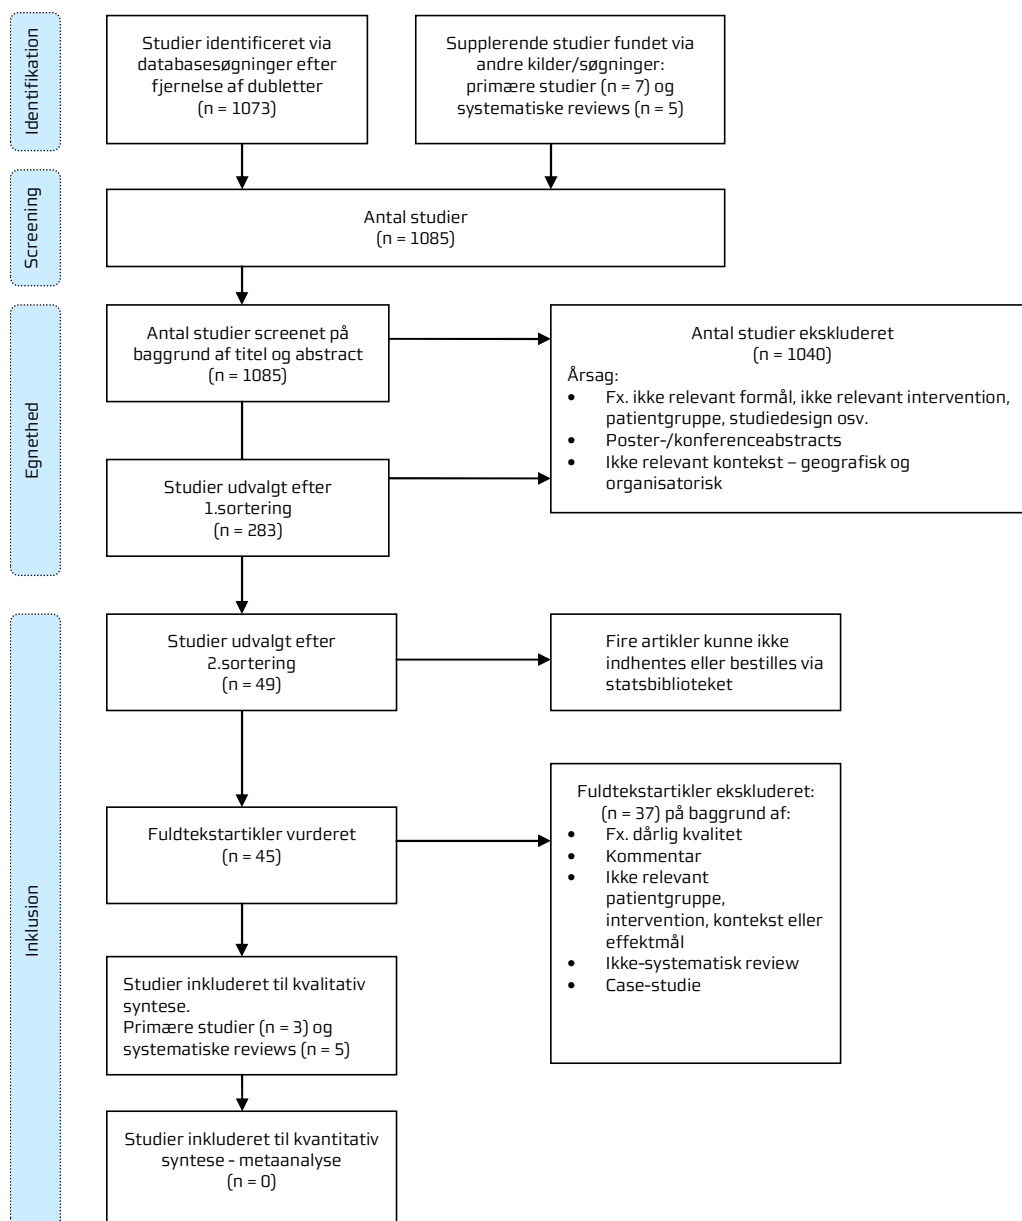 Identifikation
Studier identificeret via
databasesøgninger efter
fjernelse af dubletter
(n = 1073)
Supplerende studier fundet via
andre kilder/søgninger:
primære studier (n = 7) og
systematiske reviews (n = 5)
Screening
Antal studier
(n = 1085)
Egnethed
Antal studier screenet på
baggrund af titel og abstract
(n = 1085)
Antal studier ekskluderet
(n = 1040)
Årsag:
• Fx. ikke relevant formål, ikke relevant intervention,
patientgruppe, studiedesign osv.
• Poster-/konferenceabstracts
• Ikke relevant kontekst – geografisk og
organisatorisk
Studier udvalgt efter
1.sortering
(n = 283)
Inklusion
Studier udvalgt efter
2.sortering
(n = 49)
Fire artikler kunne ikke
indhentes eller bestilles via
statsbiblioteket
Fuldtekstartikler vurderet
(n = 45)
Fuldtekstartikler ekskluderet:
(n = 37) på baggrund af:
• Fx. dårlig kvalitet
• Kommentar
• Ikke relevant
patientgruppe,
intervention, kontekst eller
effektmål
• Ikke-systematisk review
• Case-studie
Studier inkluderet til kvalitativ
syntese.
Primære studier (n = 3) og
systematiske reviews (n = 5)
Studier inkluderet til kvantitativ
syntese - metaanalyse
(n = 0)